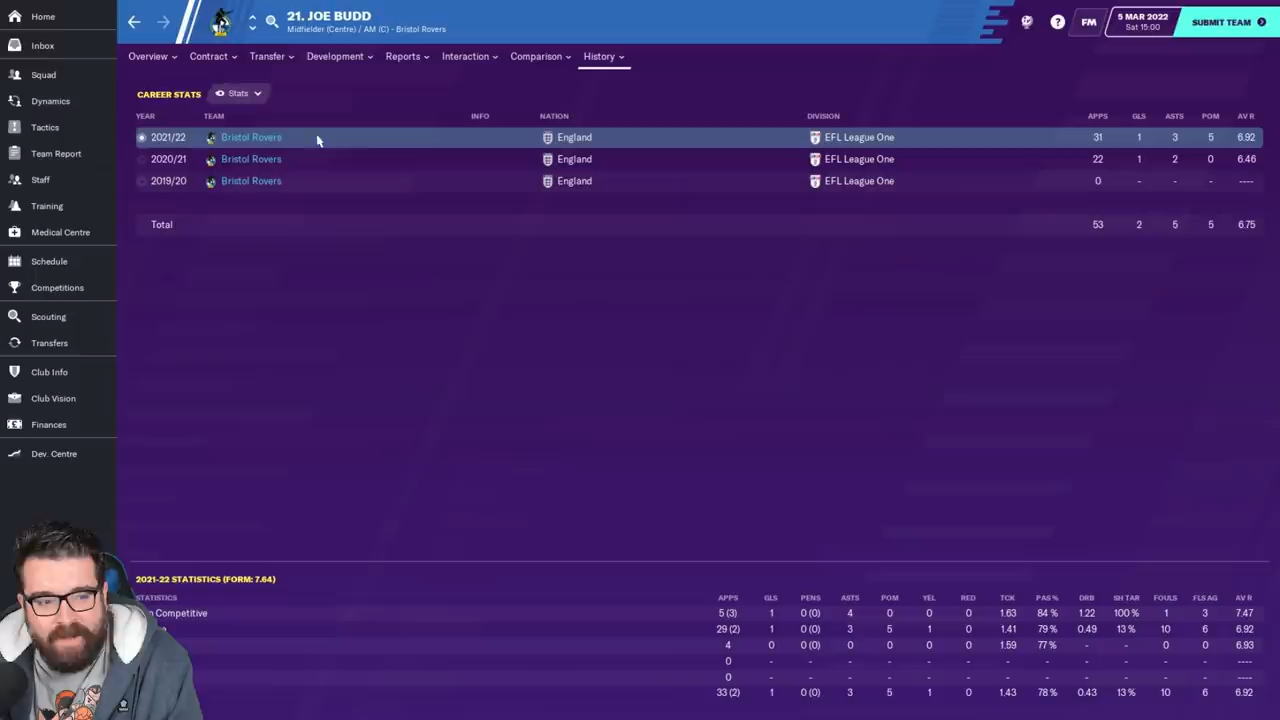 21. JOE BUDD
Midfielder (Centre) / AM (C) - Bristol Rovers
FM
5 MAR 2022
Sat 15:00
SUBMIT TEAM
Home
Inbox
Squad
Dynamics
Tactics
Team Report
Staff
Training
Medical Centre
Schedule
Competitions
Scouting
Transfers
Club Info
Club Vision
Finances
Dev. Centre
Overview Contract Transfer Development Reports Interaction Comparison History
CAREER STATS Stats
YEAR TEAM INFO NATION DIVISION APPS GLS ASTS POM AV R
2021/22 Bristol Rovers England EFL League One 31 1 3 5 6.92
2020/21 Bristol Rovers England EFL League One 22 1 2 0 6.46
2019/20 Bristol Rovers England EFL League One 0 - - - ----
Total 53 2 5 5 6.75
2021-22 STATISTICS (FORM: 7.64)
STATISTICS APPS GLS PENS ASTS POM YEL RED TCK PAS % DRB SH TAR FOULS FLS AG AV R
Competitive 5 (3) 1 0 (0) 4 0 0 0 1.63 84 % 1.22 100 % 1 3 7.47
29 (2) 1 0 (0) 3 5 1 0 1.41 79 % 0.49 13 % 10 6 6.92
4 0 0 (0) 0 0 0 0 1.59 77 % - - 0 0 6.93
0 - - - - - - - - - - - - ----
0 - - - - - - - - - - - - ----
33 (2) 1 0 (0) 3 5 1 0 1.43 78 % 0.43 13 % 10 6 6.92